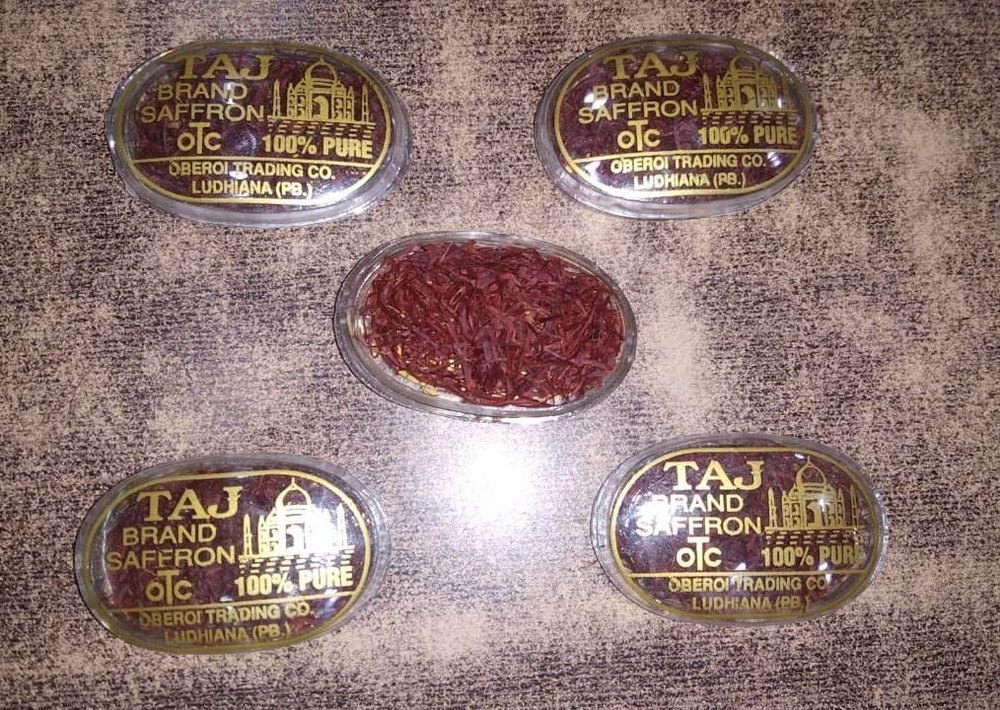 TAJ
BRAND
SAFFRON
OTC 100% PURE
OBEROI TRADING CO.
LUDHIANA (PB.)
TAJ
BRAND
SAFFRON
OTC 100% PURE
OBEROI TRADING CO.
LUDHIANA (PB.)
TAJ
BRAND
SAFFRON
OTC 100% PURE
OBEROI TRADING CO.
LUDHIANA (PB.)
TAJ
BRAND
SAFFRON
OTC 100% PURE
OBEROI TRADING CO
LUDHIANA (PB.)